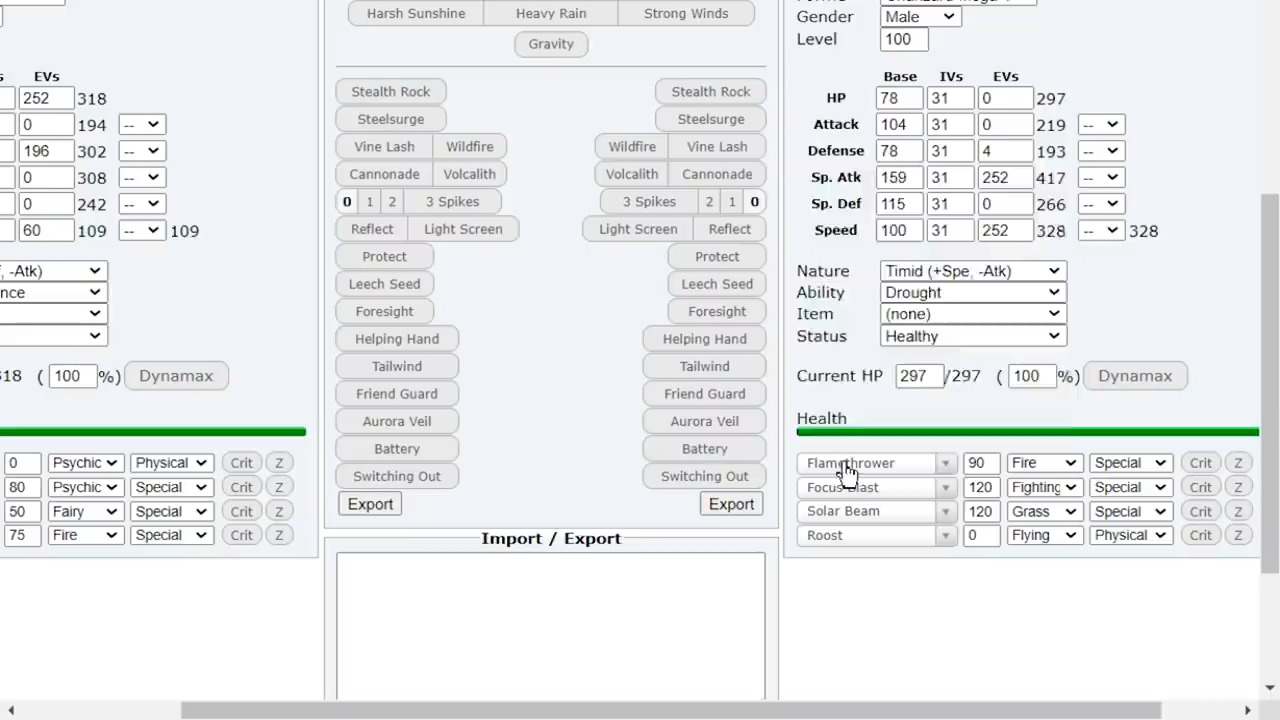 Harsh Sunshine Heavy Rain Strong Winds
Gravity
Stealth Rock Stealth Rock
Steelsurge Steelsurge
Vine Lash Wildfire Wildfire Vine Lash
Cannonade Volcalith Volcalith Cannonade
0 1 2 3 Spikes 3 Spikes 2 1 0
Reflect Light Screen Light Screen Reflect
Protect Protect
Leech Seed Leech Seed
Foresight Foresight
Helping Hand Helping Hand
Tailwind Tailwind
Friend Guard Friend Guard
Aurora Veil Aurora Veil
Battery Battery
Switching Out Switching Out
Export Export
Import / Export
s EVs
252 318
0 194 --
196 302 --
0 308 --
0 242 --
60 109 -- 109
, -Atk)
nce
318 ( 100 %) Dynamax
0 Psychic Physical Crit Z
80 Psychic Special Crit Z
50 Fairy Special Crit Z
75 Fire Special Crit Z
Gender Male
Level 100
Base IVs EVs
HP 78 31 0 297
Attack 104 31 0 219 --
Defense 78 31 4 193 --
Sp. Atk 159 31 252 417 --
Sp. Def 115 31 0 266 --
Speed 100 31 252 328 -- 328
Nature Timid (+Spe, -Atk)
Ability Drought
Item (none)
Status Healthy
Current HP 297 /297 ( 100 %) Dynamax
Health
Flamethrower 90 Fire Special Crit Z
Focus Blast 120 Fighting Special Crit Z
Solar Beam 120 Grass Special Crit Z
Roost 0 Flying Physical Crit Z